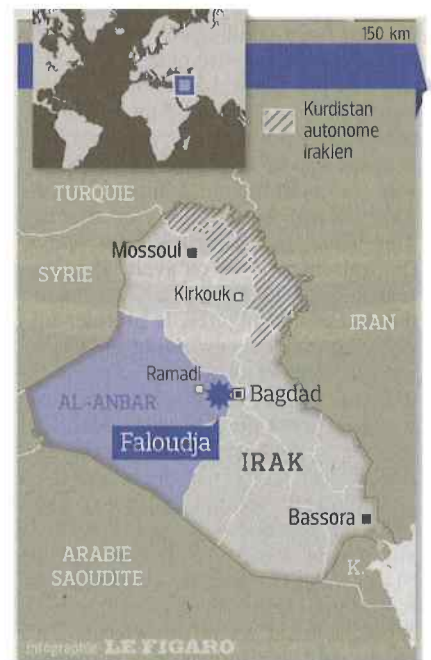 150 km
Kurdistan
autonome
irakien
TURQUIE
Mossoul
SYRIE
Kirkouk
IRAN
Ramadi
Bagdad
AL-ANBAR
Faloudja
IRAK
Bassora
ARABIE
SAOUDITE
K.
Infographie LE FIGARO